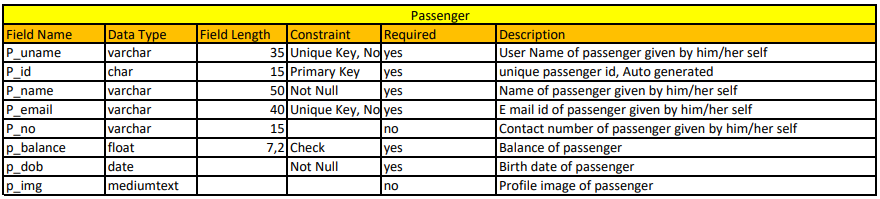 Passenger
Field Name Data Type Field Length Constraint Required Description
P_uname varchar 35 Unique Key, No yes User Name of passenger given by him/her self
P_id char 15 Primary Key yes unique passenger id, Auto generated
P_name varchar 50 Not Null yes Name of passenger given by him/her self
P_email varchar 40 Unique Key, No yes E mail id of passenger given by him/her self
P_no varchar 15 no Contact number of passenger given by him/her self
p_balance float 7,2 Check yes Balance of passenger
p_dob date Not Null yes Birth date of passenger
p_img mediumtext no Profile image of passenger